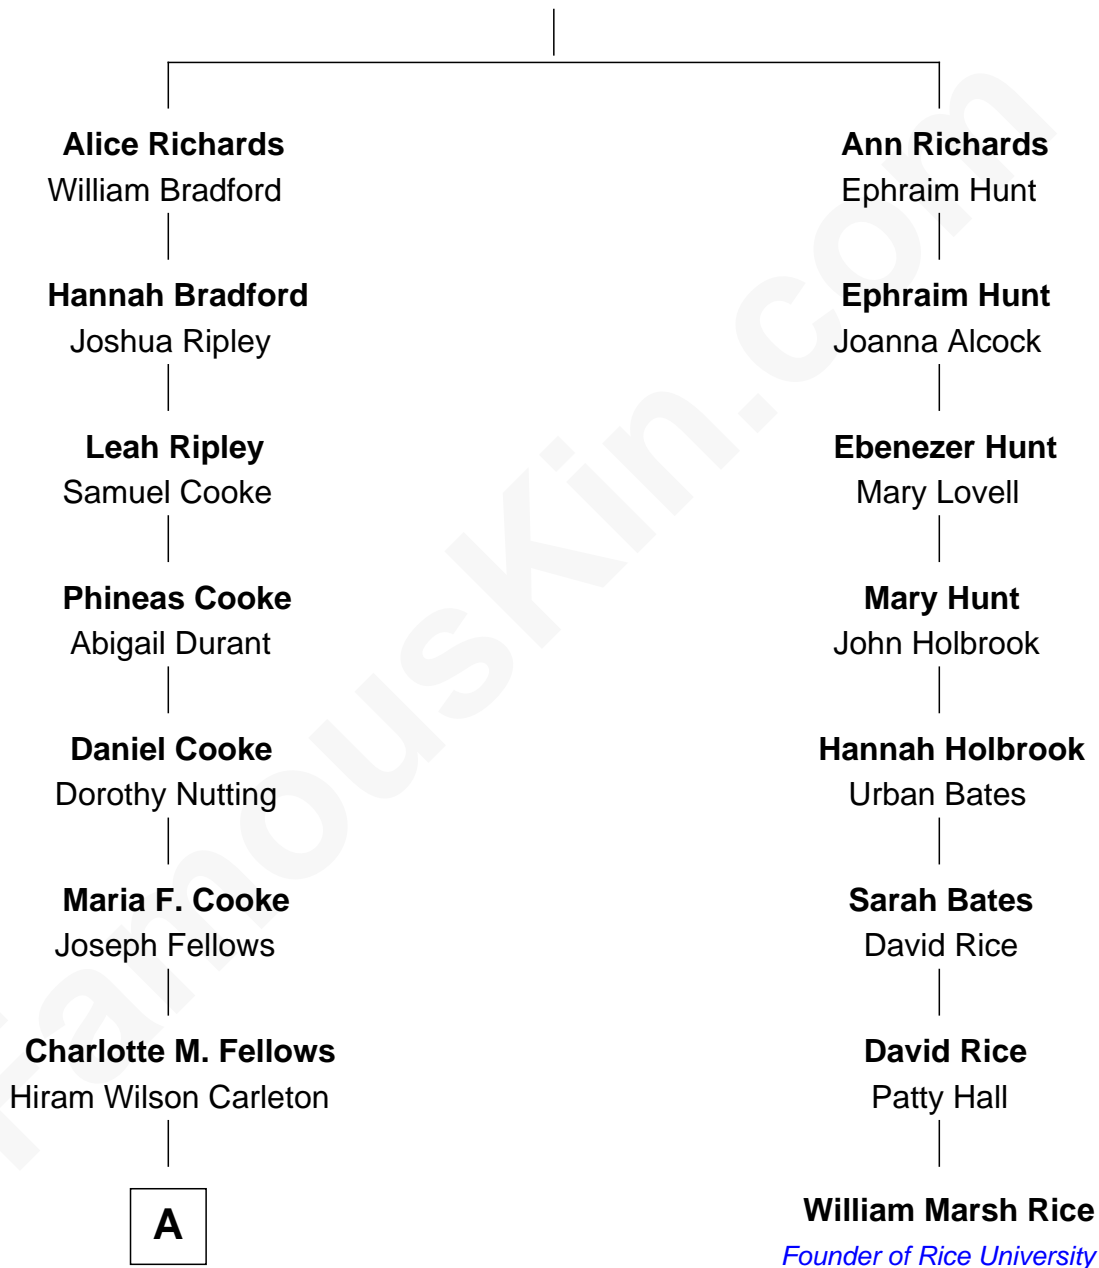 Alice Richards
William Bradford
Hannah Bradford
Joshua Ripley
Leah Ripley
Samuel Cooke
Phineas Cooke
Abigail Durant
Daniel Cooke
Dorothy Nutting
Maria F. Cooke
Joseph Fellows
Charlotte M. Fellows
Hiram Wilson Carleton
A
Ann Richards
Ephraim Hunt
Ephraim Hunt
Joanna Alcock
Ebenezer Hunt
Mary Lovell
Mary Hunt
John Holbrook
Hannah Holbrook
Urban Bates
Sarah Bates
David Rice
David Rice
Patty Hall
William Marsh Rice
Founder of Rice University
FamousKin.com